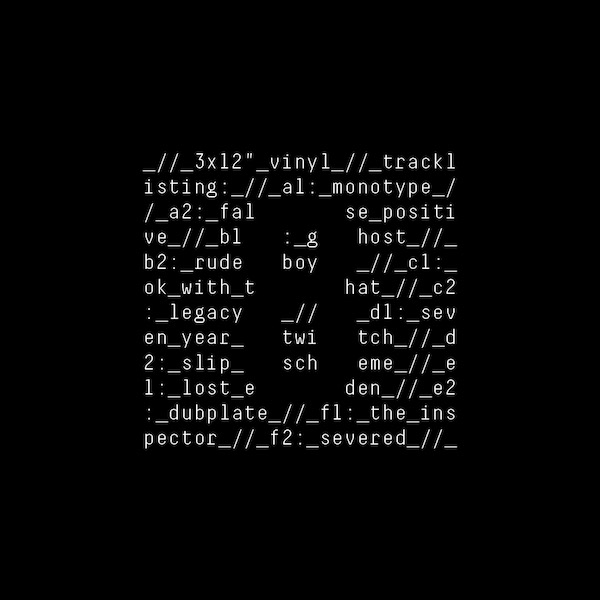 _//_3x12"_vinyl_//_trackl
isting:_//_a1:_monotype_/
/_a2:_fal       se_positi
ve_//_bl   :_g   host_//_
b2:_rude   boy   _//_c1:_
ok_with_t       hat_//_c2
:_legacy   _//   _d1:_sev
en_year_   twi   tch_//_d
2:_slip_   sch   eme_//_e
1:_lost_e       den_//_e2
:_dubplate_//_f1:_the_ins
pector_//_f2:_severed_//_